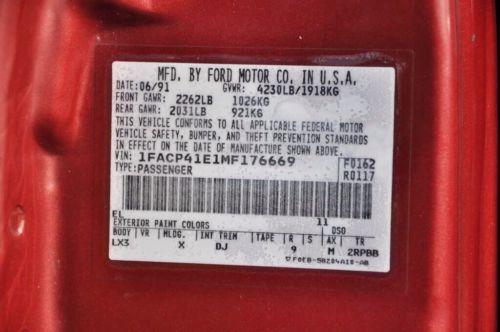 MFD. BY FORD MOTOR CO. IN U.S.A.
DATE: 06/91 GVWR: 4230LB/1918KG
FRONT GAWR: 2262LB 1026KG
REAR GAWR: 2031LB 921KG
THIS VEHICLE CONFORMS TO ALL APPLICABLE FEDERAL MOTOR
VEHICLE SAFETY, BUMPER, AND THEFT PREVENTION STANDARDS
IN EFFECT ON THE DATE OF MANUFACTURE SHOWN ABOVE.
VIN: 1FACP41E1MF176669 F0162
TYPE: PASSENGER R0117
EL 11
EXTERIOR PAINT COLORS DSO
BODY VR MLDG. INT TRIM TAPE R S AX TR
LX3 X DJ 9 M 2RPBB
F0EB-58204A10-AB